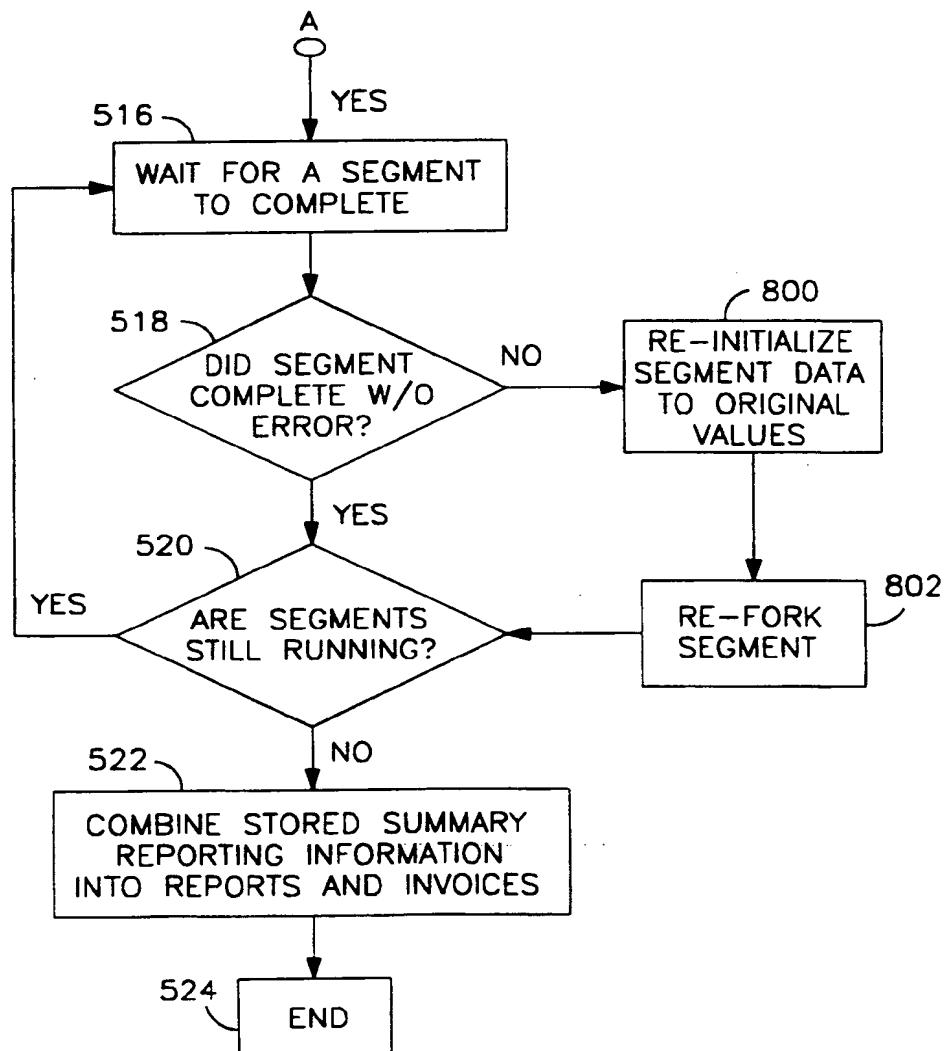 A
YES
516
WAIT FOR A SEGMENT
TO COMPLETE
518
DID SEGMENT
COMPLETE W/O
ERROR?
NO
800
RE-INITIALIZE
SEGMENT DATA
TO ORIGINAL
VALUES
YES
520
YES
ARE SEGMENTS
STILL RUNNING?
RE-FORK
SEGMENT
802
NO
522
COMBINE STORED SUMMARY
REPORTING INFORMATION
INTO REPORTS AND INVOICES
524
END